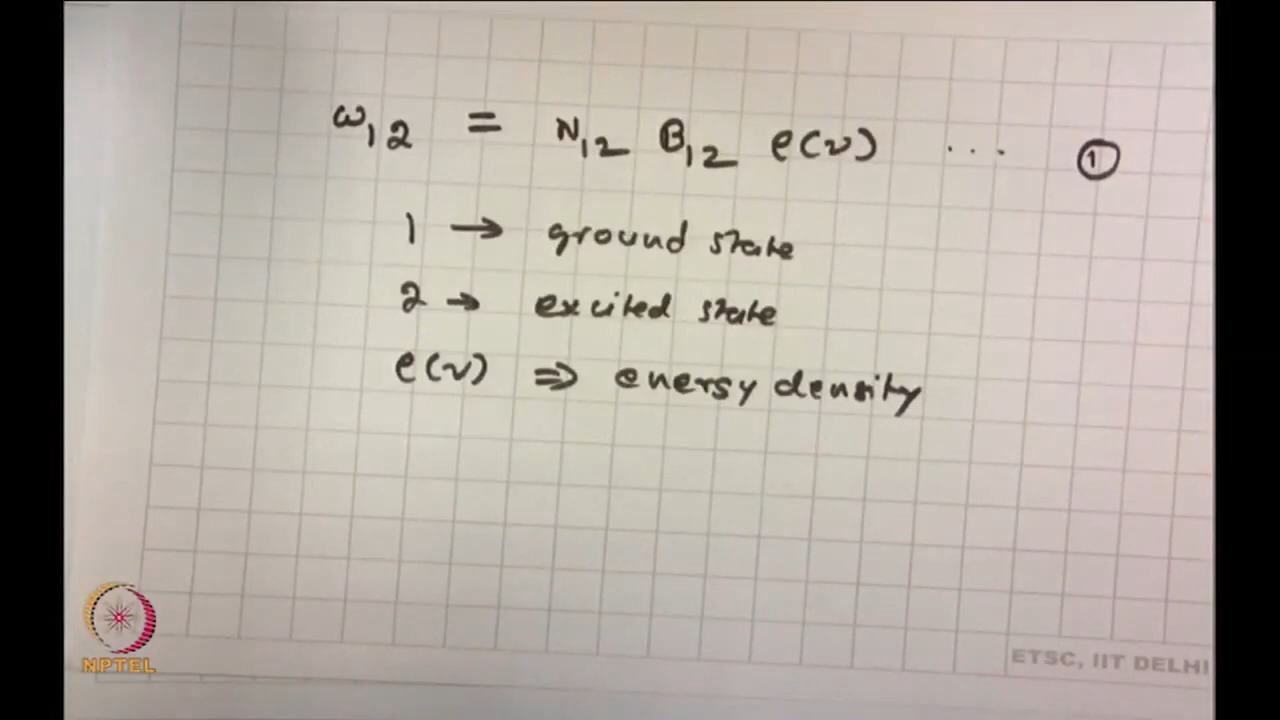 ω₁₂ = N₁₂ B₁₂ ρ(ν) ... ①
1 → ground state
2 → excited state
ρ(ν) ⇒ energy density
NPTEL
ETSC, IIT DELHI